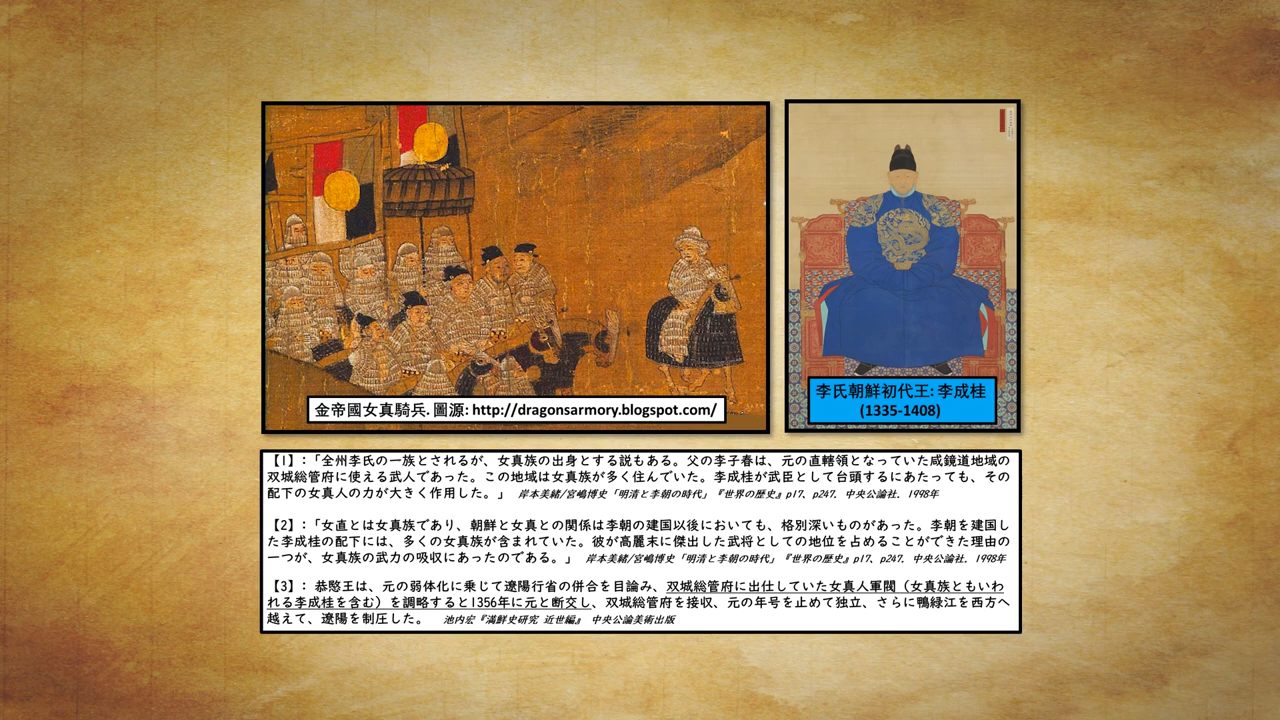 金帝國女真騎兵. 圖源: http://dragonsarmory.blogspot.com/
李氏朝鮮初代王: 李成桂
(1335-1408)
【1】:「全州李氏の一族とされるが、女真族の出身とする説もある。父の李子春は、元の直轄領となっていた咸鏡道地域の
双城総管府に使える武人であった。この地域は女真族が多く住んでいた。李成桂が武臣として台頭するにあたっても、その
配下の女真人の力が大きく作用した。」 岸本美緒/宮嶋博史「明清と李朝の時代」『世界の歴史』p17、p247. 中央公論社. 1998年
【2】:「女直とは女真族であり、朝鮮と女真との関係は李朝の建国以後においても、格別深いものがあった。李朝を建国し
た李成桂の配下には、多くの女真族が含まれていた。彼が高麗末に傑出した武将としての地位を占めることができた理由の
一つが、女真族の武力の吸収にあったのである。」 岸本美緒/宮嶋博史「明清と李朝の時代」『世界の歴史』p17、p247. 中央公論社. 1998年
【3】: 恭愍王は、元の弱体化に乗じて遼陽行省の併合を目論み、双城総管府に出仕していた女真人軍閥（女真族ともいわ
れる李成桂を含む）を調略すると1356年に元と断交し、双城総管府を接収、元の年号を止めて独立、さらに鴨緑江を西方へ
越えて、遼陽を制圧した。 池内宏『満鮮史研究 近世編』 中央公論美術出版